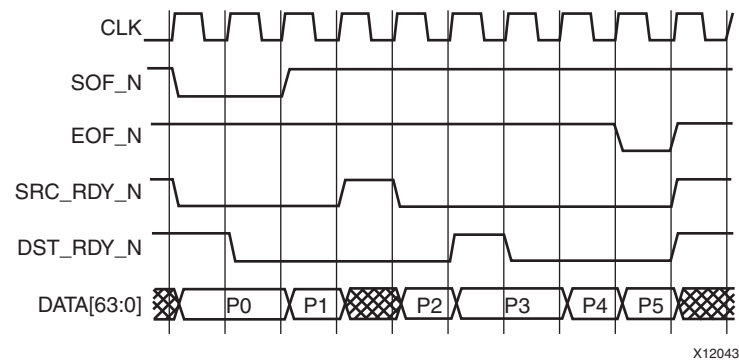 CLK
SOF_N
EOF_N
SRC_RDY_N
DST_RDY_N
DATA[63:0] P0 P1 P2 P3 P4 P5
X12043